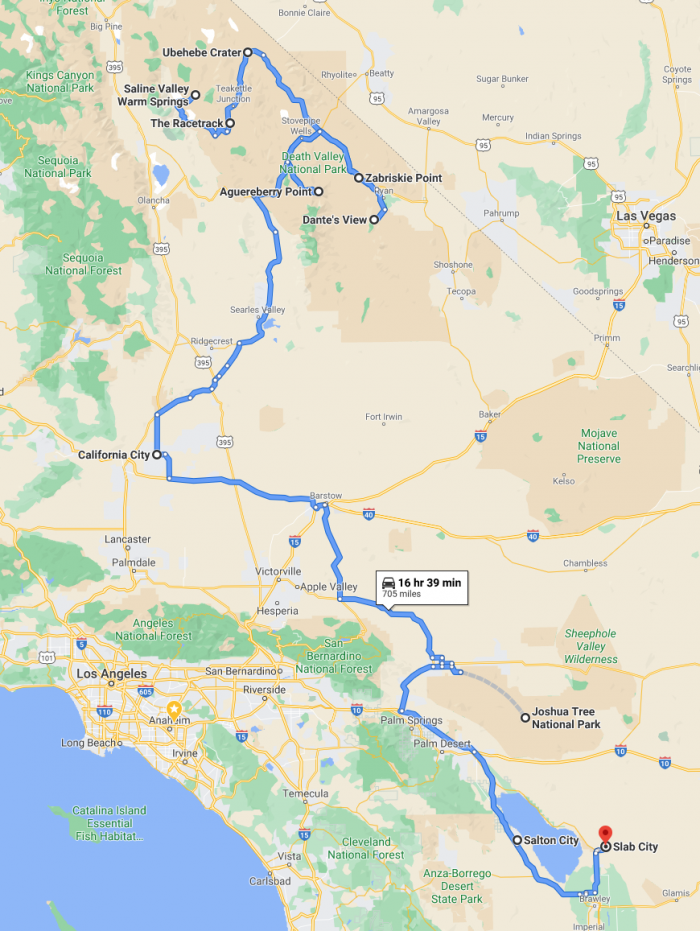 Bonnie Claire
Forest
Big Pine
Ubehebe Crater
395
Kings Canyon
National Park
Rhyolite
Beatty
Coyote
Springs
Saline Valley
Warm Springs
Teakettle
Junction
95
Sugar Bunker
Amargosa
Valley
Mercury
95
The Racetrack
Stovepipe
Wells
Indian Springs
Sequoia
National Park
Death Valley
National Park
Zabriskie Point
Olancha
Aguereberry Point
Ryan
95
Dante's View
Pahrump
Las Vegas
Paradise
Henderson
395
Sequoia
National Forest
Shoshone
Tecopa
Goodsprings
15
Searles Valley
95
Ridgecrest
Primm
395
Searchli
Fort Irwin
Baker
15
395
California City
Mojave
National
Preserve
Kelso
Barstow
40
40
Lancaster
15
Palmdale
Victorville
Chambless
Apple Valley
16 hr 39 min
705 miles
Hesperia
Angeles
National Forest
Sheephole
Valley
Wilderness
5
101
San
Bernardino
National Forest
Los Angeles
San Bernardino
605
Riverside
110
10
Joshua Tree
National Park
Anaheim
Palm Springs
Long Beach
15
Palm Desert
Irvine
10
10
Temecula
Catalina Island
Essential
Fish Habitat...
15
Salton City
Slab City
Cleveland
National Forest
Vista
Carlsbad
Anza-Borrego
Desert
State Park
Glamis
Brawley
Imperial